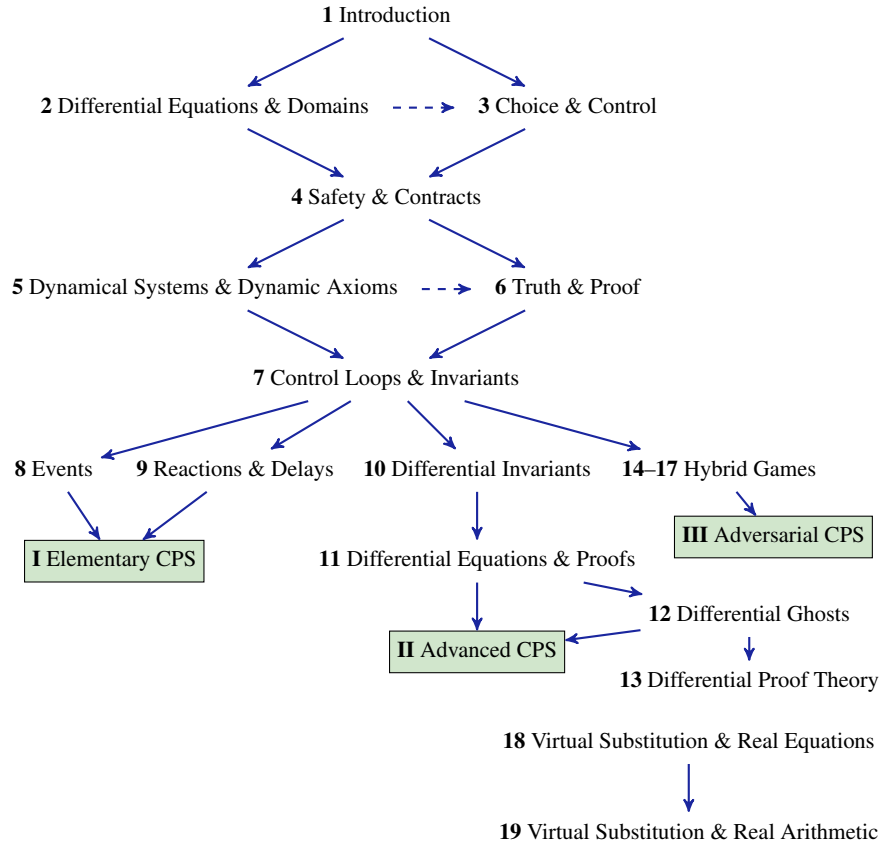 1 Introduction
2 Differential Equations & Domains
3 Choice & Control
4 Safety & Contracts
5 Dynamical Systems & Dynamic Axioms
6 Truth & Proof
7 Control Loops & Invariants
8 Events
9 Reactions & Delays
10 Differential Invariants
14–17 Hybrid Games
I Elementary CPS
III Adversarial CPS
11 Differential Equations & Proofs
12 Differential Ghosts
II Advanced CPS
13 Differential Proof Theory
18 Virtual Substitution & Real Equations
19 Virtual Substitution & Real Arithmetic